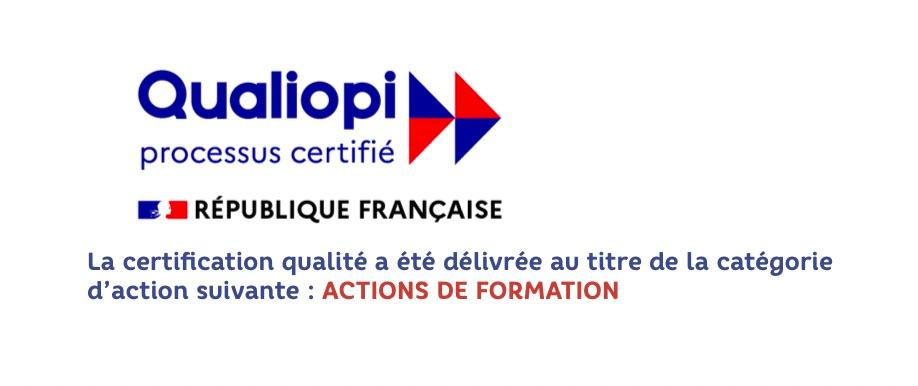 Qualiopi
processus certifié
RÉPUBLIQUE FRANÇAISE
La certification qualité a été délivrée au titre de la catégorie
d’action suivante : ACTIONS DE FORMATION